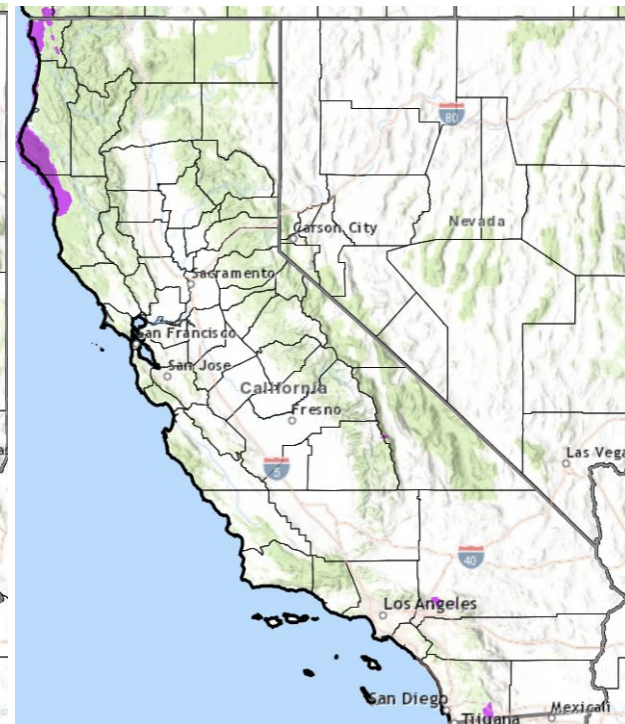 80
Carson City
Nevada
Sacramento
San Francisco
San Jose
California
Fresno
5
Las Vega
40
Los Angeles
San Diego
Mexicali
Tijuana